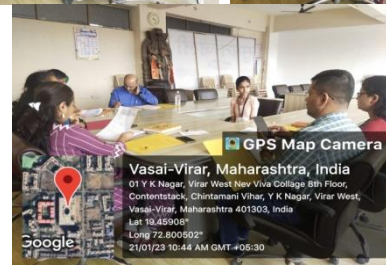 GPS Map Camera
Vasai-Virar, Maharashtra, India
01 Y K Nagar, Virar West Nev Viva Collage 8th Floor,
Contentstack, Chintamani Vihar, Y K Nagar, Virar West,
Vasai-Virar, Maharashtra 401303, India
Lat 19.45908°
Long 72.800502°
21/01/23 10:44 AM GMT +05:30
Google